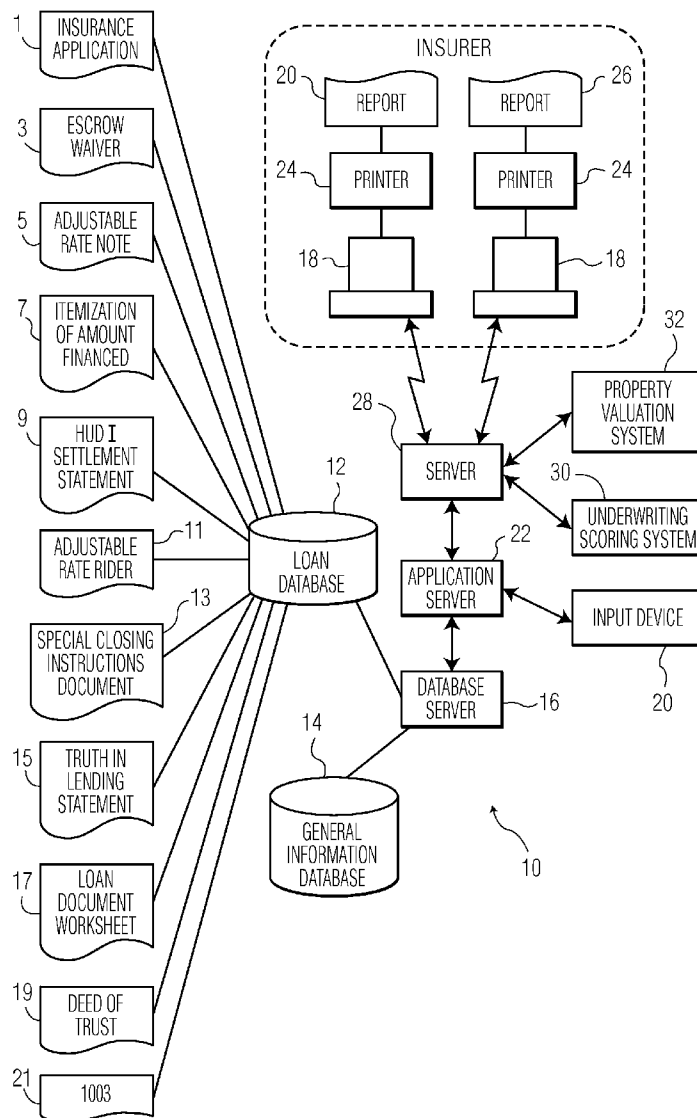 1
INSURANCE
APPLICATION
3
ESCROW
WAIVER
5
ADJUSTABLE
RATE NOTE
7
ITEMIZATION
OF AMOUNT
FINANCED
9
HUD I
SETTLEMENT
STATEMENT
11
ADJUSTABLE
RATE RIDER
13
SPECIAL CLOSING
INSTRUCTIONS
DOCUMENT
15
TRUTH IN
LENDING
STATEMENT
17
LOAN
DOCUMENT
WORKSHEET
19
DEED OF
TRUST
21
1003
12
LOAN
DATABASE
14
GENERAL
INFORMATION
DATABASE
INSURER
20
REPORT
26
REPORT
24
PRINTER
PRINTER
24
18
18
28
SERVER
32
PROPERTY
VALUATION
SYSTEM
30
UNDERWRITING
SCORING SYSTEM
22
APPLICATION
SERVER
INPUT DEVICE
20
DATABASE
SERVER
16
10